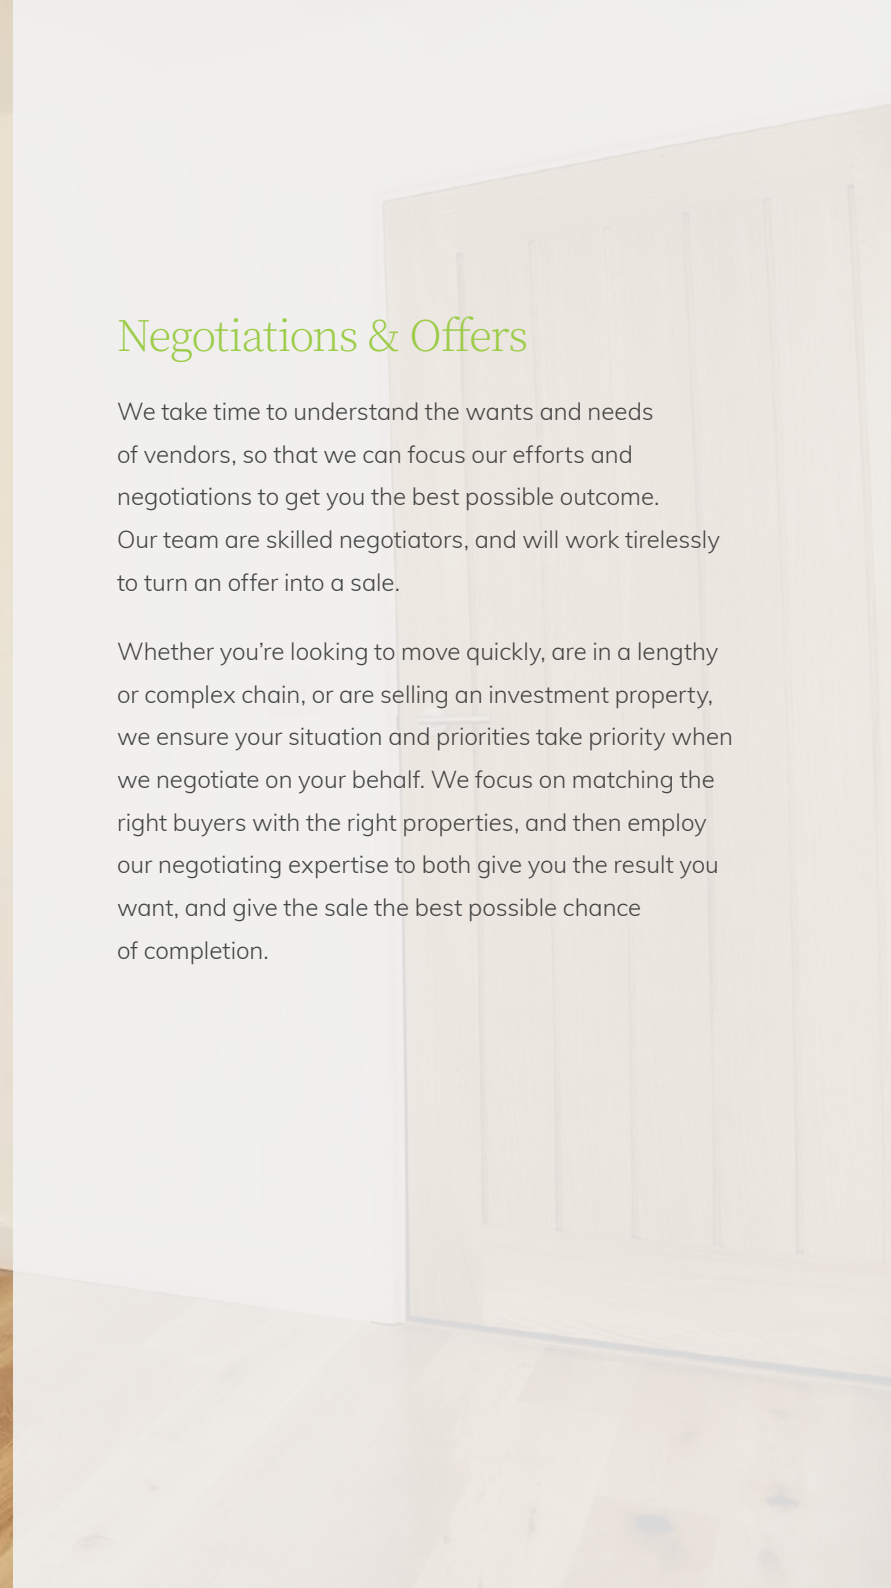 Negotiations & Offers
We take time to understand the wants and needs
of vendors, so that we can focus our efforts and
negotiations to get you the best possible outcome.
Our team are skilled negotiators, and will work tirelessly
to turn an offer into a sale.
Whether you’re looking to move quickly, are in a lengthy
or complex chain, or are selling an investment property,
we ensure your situation and priorities take priority when
we negotiate on your behalf. We focus on matching the
right buyers with the right properties, and then employ
our negotiating expertise to both give you the result you
want, and give the sale the best possible chance
of completion.